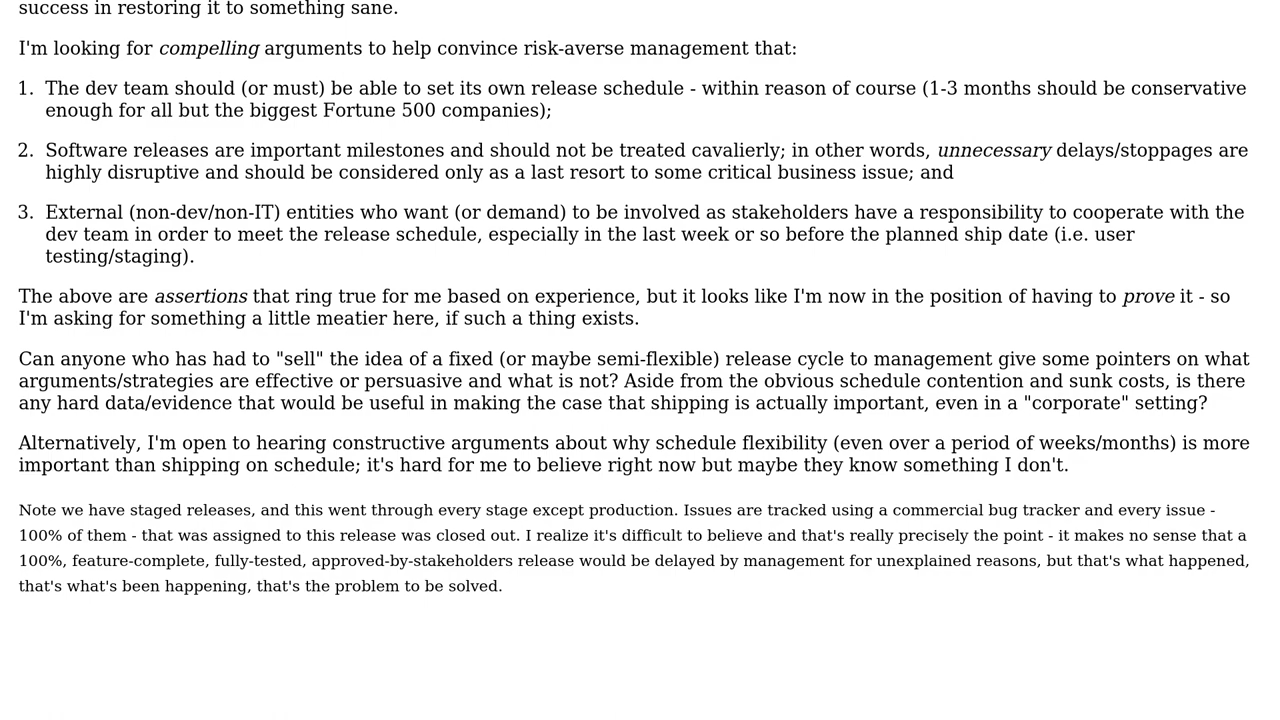 success in restoring it to something sane.
I'm looking for compelling arguments to help convince risk-averse management that:
1. The dev team should (or must) be able to set its own release schedule - within reason of course (1-3 months should be conservative
enough for all but the biggest Fortune 500 companies);
2. Software releases are important milestones and should not be treated cavalierly; in other words, unnecessary delays/stoppages are
highly disruptive and should be considered only as a last resort to some critical business issue; and
3. External (non-dev/non-IT) entities who want (or demand) to be involved as stakeholders have a responsibility to cooperate with the
dev team in order to meet the release schedule, especially in the last week or so before the planned ship date (i.e. user
testing/staging).
The above are assertions that ring true for me based on experience, but it looks like I'm now in the position of having to prove it - so
I'm asking for something a little meatier here, if such a thing exists.
Can anyone who has had to "sell" the idea of a fixed (or maybe semi-flexible) release cycle to management give some pointers on what
arguments/strategies are effective or persuasive and what is not? Aside from the obvious schedule contention and sunk costs, is there
any hard data/evidence that would be useful in making the case that shipping is actually important, even in a "corporate" setting?
Alternatively, I'm open to hearing constructive arguments about why schedule flexibility (even over a period of weeks/months) is more
important than shipping on schedule; it's hard for me to believe right now but maybe they know something I don't.
Note we have staged releases, and this went through every stage except production. Issues are tracked using a commercial bug tracker and every issue -
100% of them - that was assigned to this release was closed out. I realize it's difficult to believe and that's really precisely the point - it makes no sense that a
100%, feature-complete, fully-tested, approved-by-stakeholders release would be delayed by management for unexplained reasons, but that's what happened,
that's what's been happening, that's the problem to be solved.